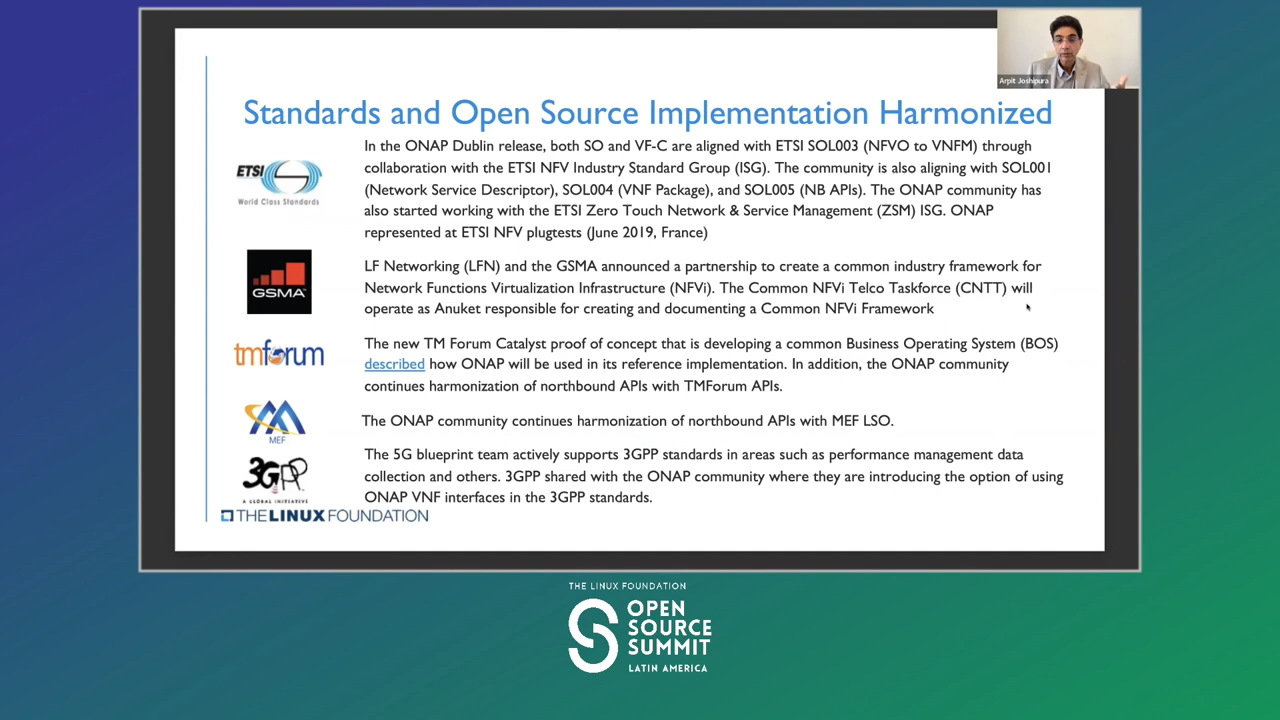 Arpit Joshipura
Standards and Open Source Implementation Harmonized
ETSI
World Class Standards
In the ONAP Dublin release, both SO and VF-C are aligned with ETSI SOL003 (NFVO to VNFM) through
collaboration with the ETSI NFV Industry Standard Group (ISG). The community is also aligning with SOL001
(Network Service Descriptor), SOL004 (VNF Package), and SOL005 (NB APIs). The ONAP community has
also started working with the ETSI Zero Touch Network & Service Management (ZSM) ISG. ONAP
represented at ETSI NFV plugtests (June 2019, France)
GSMA
LF Networking (LFN) and the GSMA announced a partnership to create a common industry framework for
Network Functions Virtualization Infrastructure (NFVi). The Common NFVi Telco Taskforce (CNTT) will
operate as Anuket responsible for creating and documenting a Common NFVi Framework
tmforum
The new TM Forum Catalyst proof of concept that is developing a common Business Operating System (BOS)
described how ONAP will be used in its reference implementation. In addition, the ONAP community
continues harmonization of northbound APIs with TMForum APIs.
MEF
The ONAP community continues harmonization of northbound APIs with MEF LSO.
3GPP
A GLOBAL INITIATIVE
The 5G blueprint team actively supports 3GPP standards in areas such as performance management data
collection and others. 3GPP shared with the ONAP community where they are introducing the option of using
ONAP VNF interfaces in the 3GPP standards.
THE LINUX FOUNDATION
THE LINUX FOUNDATION
OPEN
SOURCE
SUMMIT
LATIN AMERICA